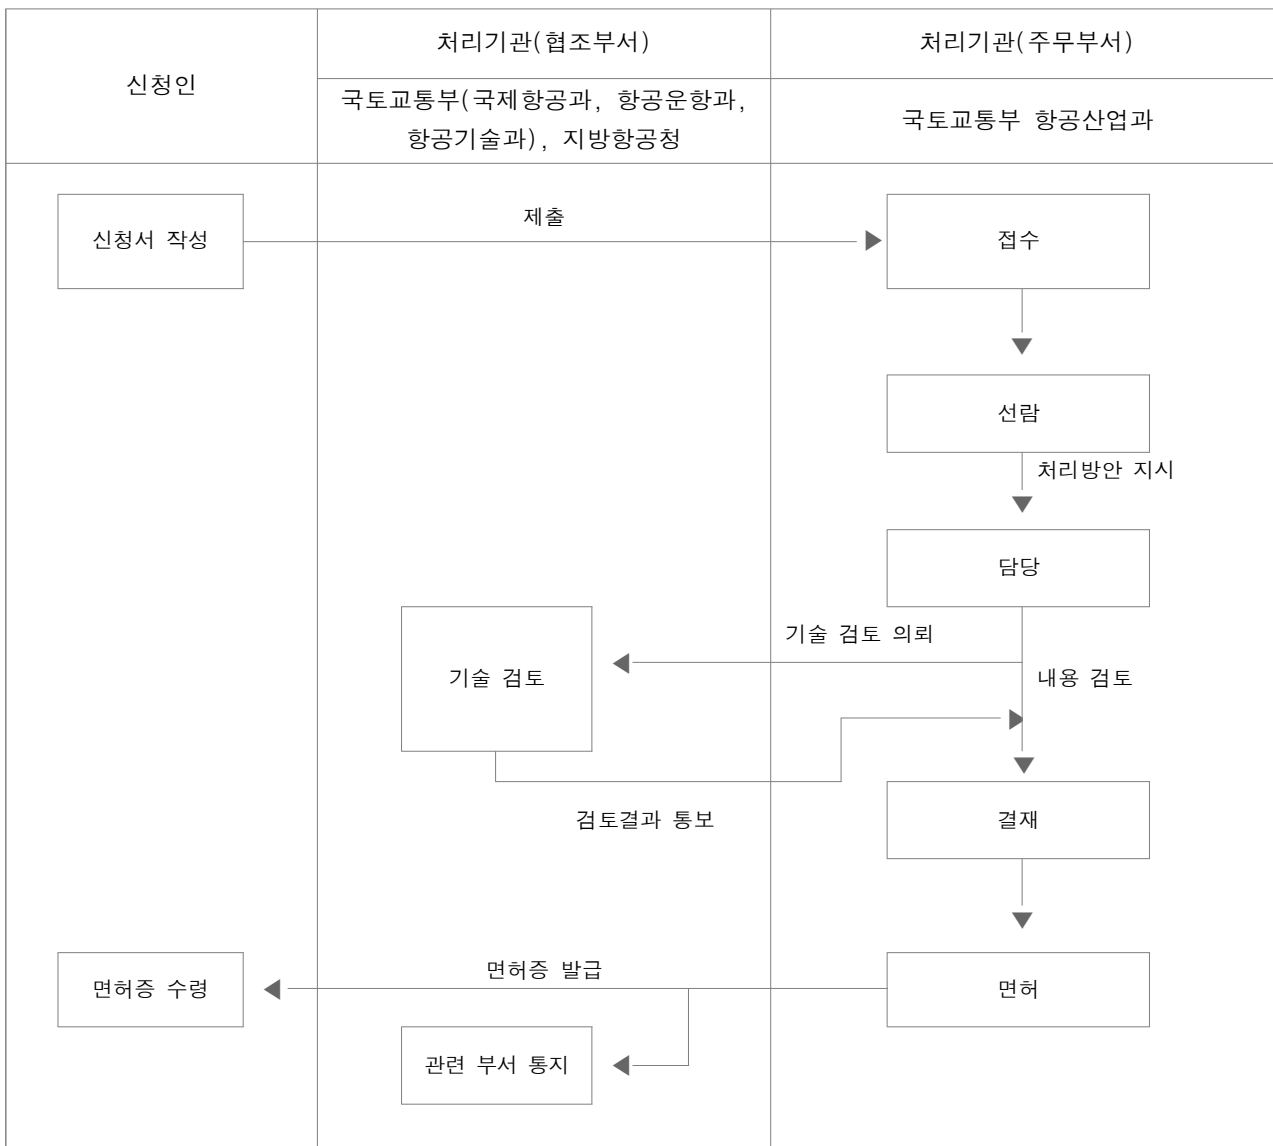 신청인
처리기관(협조부서)
처리기관(주무부서)
국토교통부(국제항공과, 항공운항과,
항공기술과), 지방항공청
국토교통부 항공산업과
신청서 작성
제출
접수
선람
처리방안 지시
담당
기술 검토 의뢰
기술 검토
내용 검토
검토결과 통보
결재
면허증 수령
면허증 발급
면허
관련 부서 통지